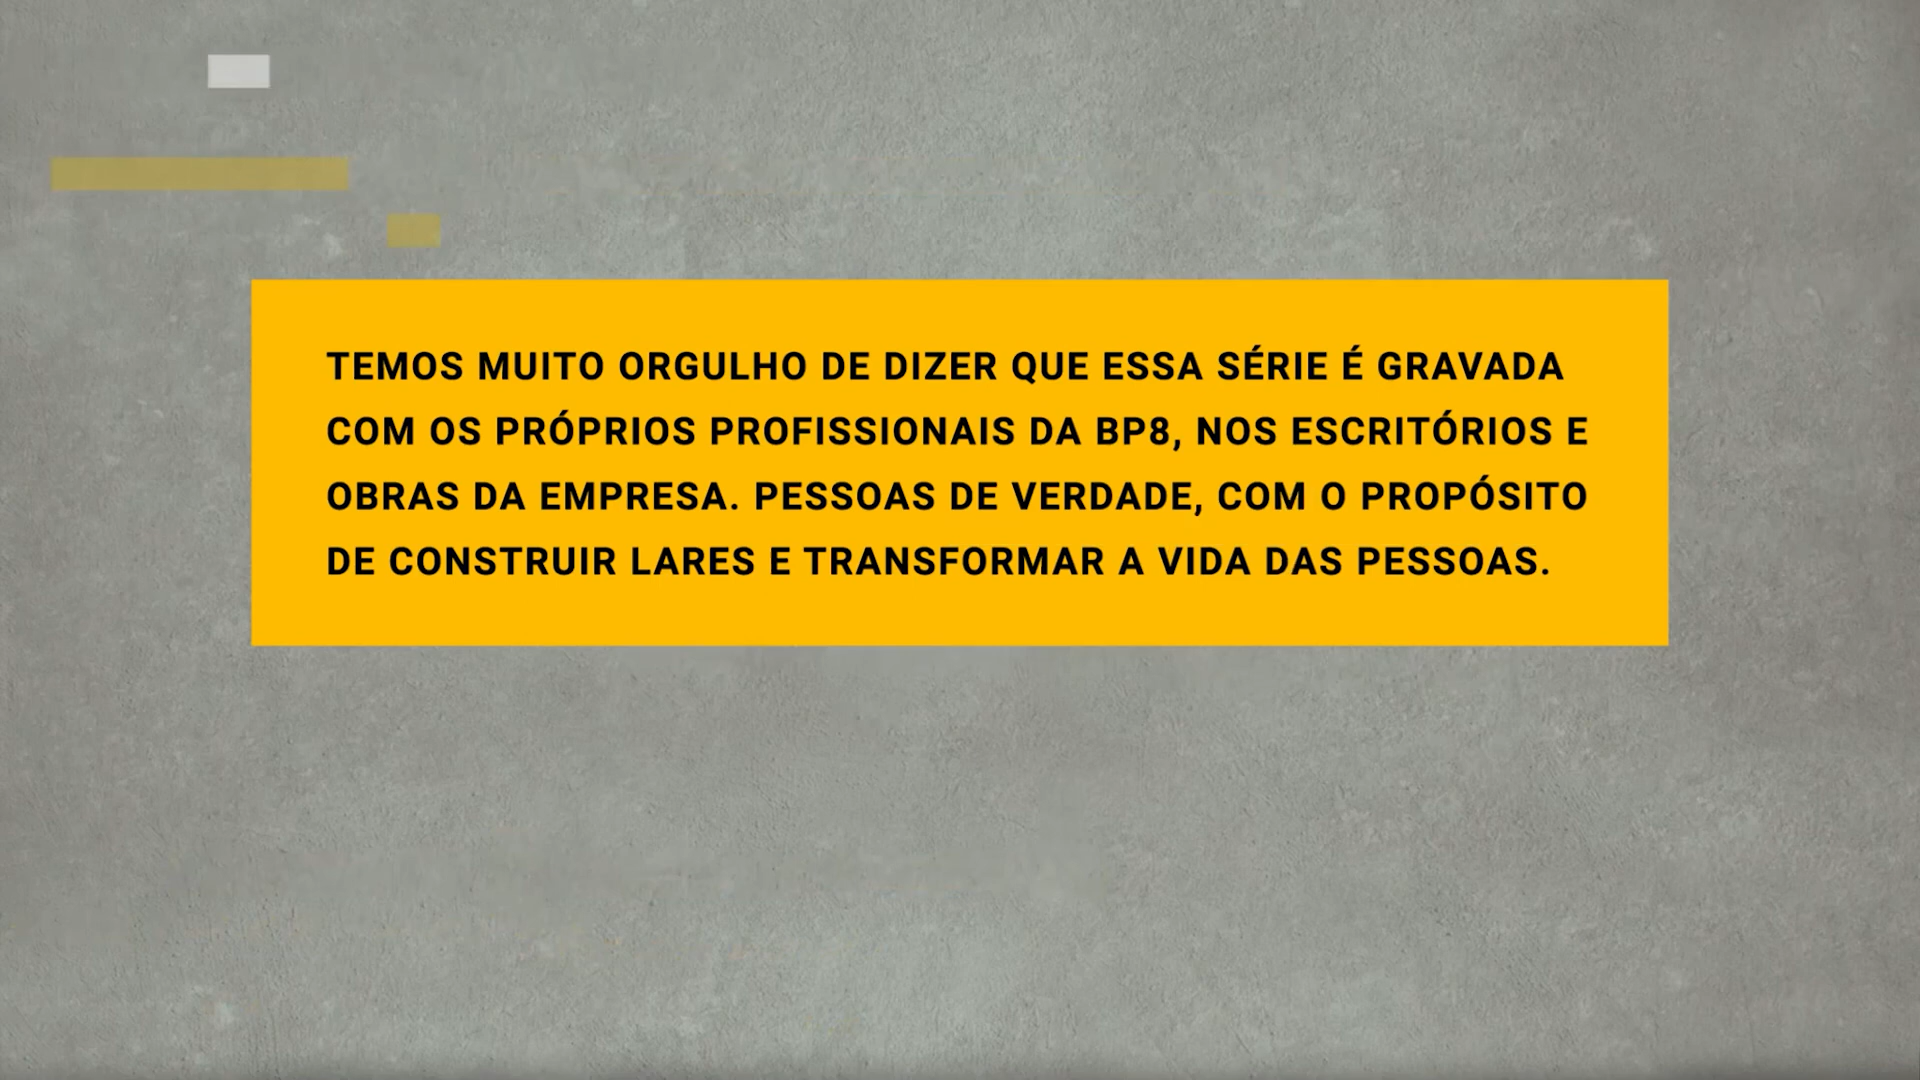 TEMOS MUITO ORGULHO DE DIZER QUE ESSA SÉRIE É GRAVADA
COM OS PRÓPRIOS PROFISSIONAIS DA BP8, NOS ESCRITÓRIOS E
OBRAS DA EMPRESA. PESSOAS DE VERDADE, COM O PROPÓSITO
DE CONSTRUIR LARES E TRANSFORMAR A VIDA DAS PESSOAS.